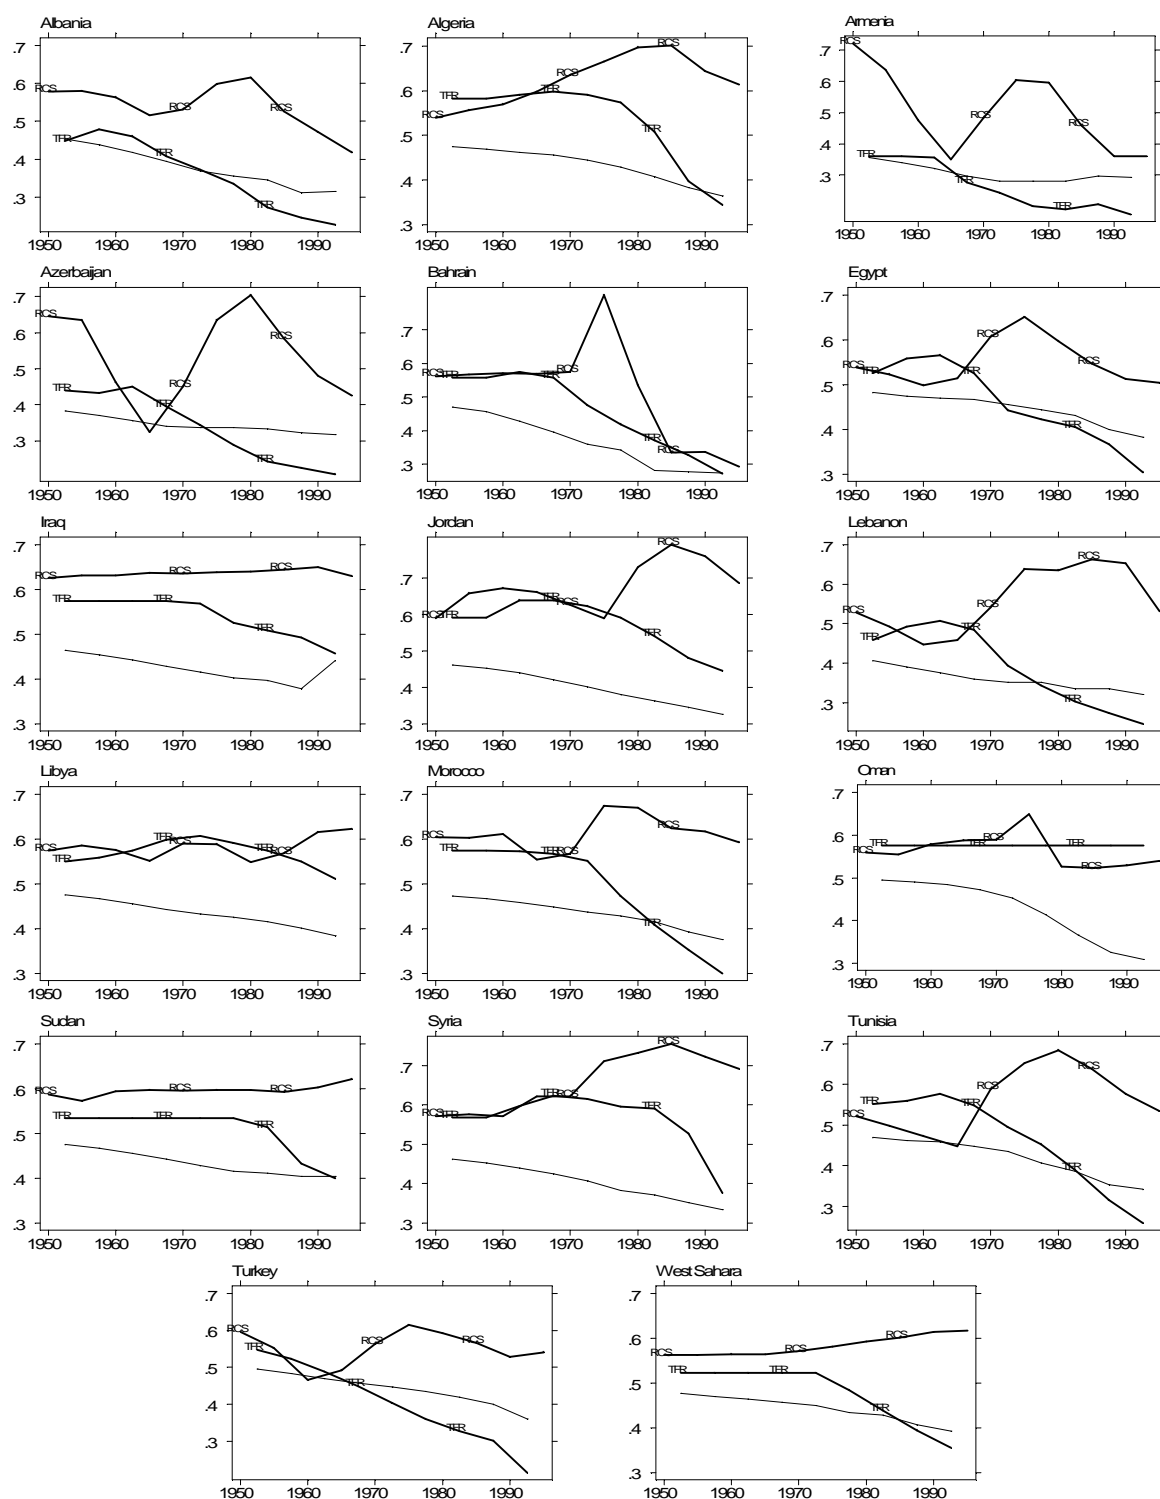 Albania
.7
.6
.5
.4
.3
RCS
RCS
RCS
TFR
TFR
TFR
1950 1960 1970 1980 1990
Algeria
.7
.6
.5
.4
.3
RCS
RCS
RCS
TFR
TFR
TFR
1950 1960 1970 1980 1990
Armenia
.7
.6
.5
.4
.3
RCS
RCS
RCS
TFR
TFR
TFR
1950 1960 1970 1980 1990
Azerbaijan
.7
.6
.5
.4
.3
RCS
RCS
RCS
TFR
TFR
TFR
1950 1960 1970 1980 1990
Bahrain
.7
.6
.5
.4
.3
RCS
RCS
RCS
TFR
TFR
TFR
1950 1960 1970 1980 1990
Egypt
.7
.6
.5
.4
.3
RCS
RCS
RCS
TFR
TFR
TFR
1950 1960 1970 1980 1990
Iraq
.7
.6
.5
.4
.3
RCS
RCS
RCS
TFR
TFR
TFR
1950 1960 1970 1980 1990
Jordan
.7
.6
.5
.4
.3
RCS
RCS
RCS
TFR
TFR
TFR
1950 1960 1970 1980 1990
Lebanon
.7
.6
.5
.4
.3
RCS
RCS
RCS
TFR
TFR
TFR
1950 1960 1970 1980 1990
Libya
.7
.6
.5
.4
.3
RCS
RCS
RCS
TFR
TFR
TFR
1950 1960 1970 1980 1990
Morocco
.7
.6
.5
.4
.3
RCS
RCS
RCS
TFR
TFR
TFR
1950 1960 1970 1980 1990
Oman
.7
.6
.5
.4
.3
RCS
RCS
RCS
TFR
TFR
TFR
1950 1960 1970 1980 1990
Sudan
.7
.6
.5
.4
.3
RCS
RCS
RCS
TFR
TFR
TFR
1950 1960 1970 1980 1990
Syria
.7
.6
.5
.4
.3
RCS
RCS
RCS
TFR
TFR
TFR
1950 1960 1970 1980 1990
Tunisia
.7
.6
.5
.4
.3
RCS
RCS
RCS
TFR
TFR
TFR
1950 1960 1970 1980 1990
Turkey
.7
.6
.5
.4
.3
RCS
RCS
RCS
TFR
TFR
TFR
1950 1960 1970 1980 1990
West Sahara
.7
.6
.5
.4
.3
RCS
RCS
RCS
TFR
TFR
TFR
1950 1960 1970 1980 1990